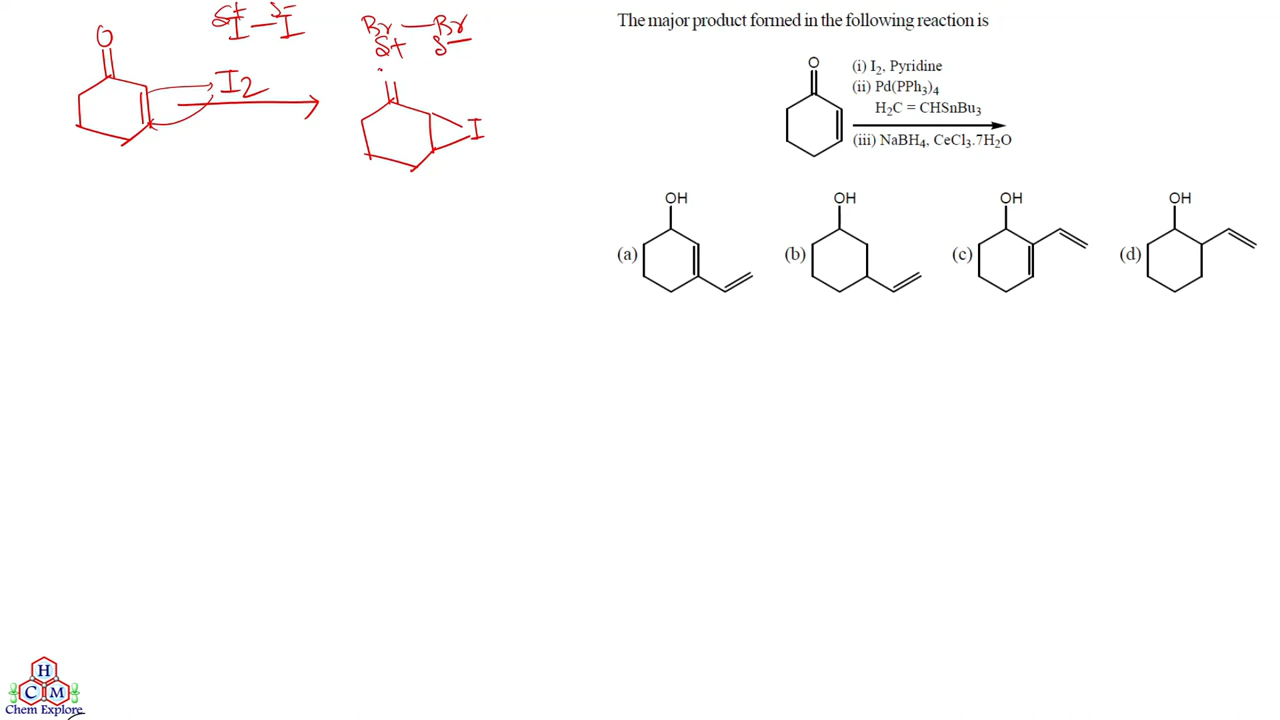 δ+ δ-
I — I
Br — Br
δ+ δ-
O
I2
I
The major product formed in the following reaction is
O
(i) I₂, Pyridine
(ii) Pd(PPh₃)₄
H₂C = CHSnBu₃
(iii) NaBH₄, CeCl₃.7H₂O
OH OH OH OH
(a) (b) (c) (d)
H
C M
Chem Explore